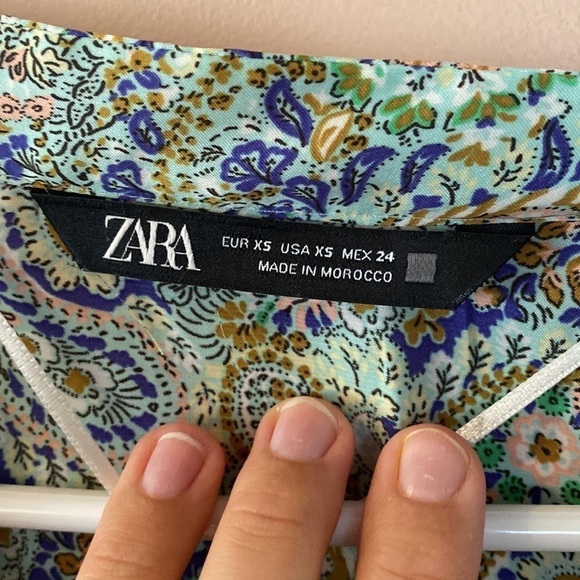 ZARA
EUR XS USA XS MEX 24
MADE IN MOROCCO